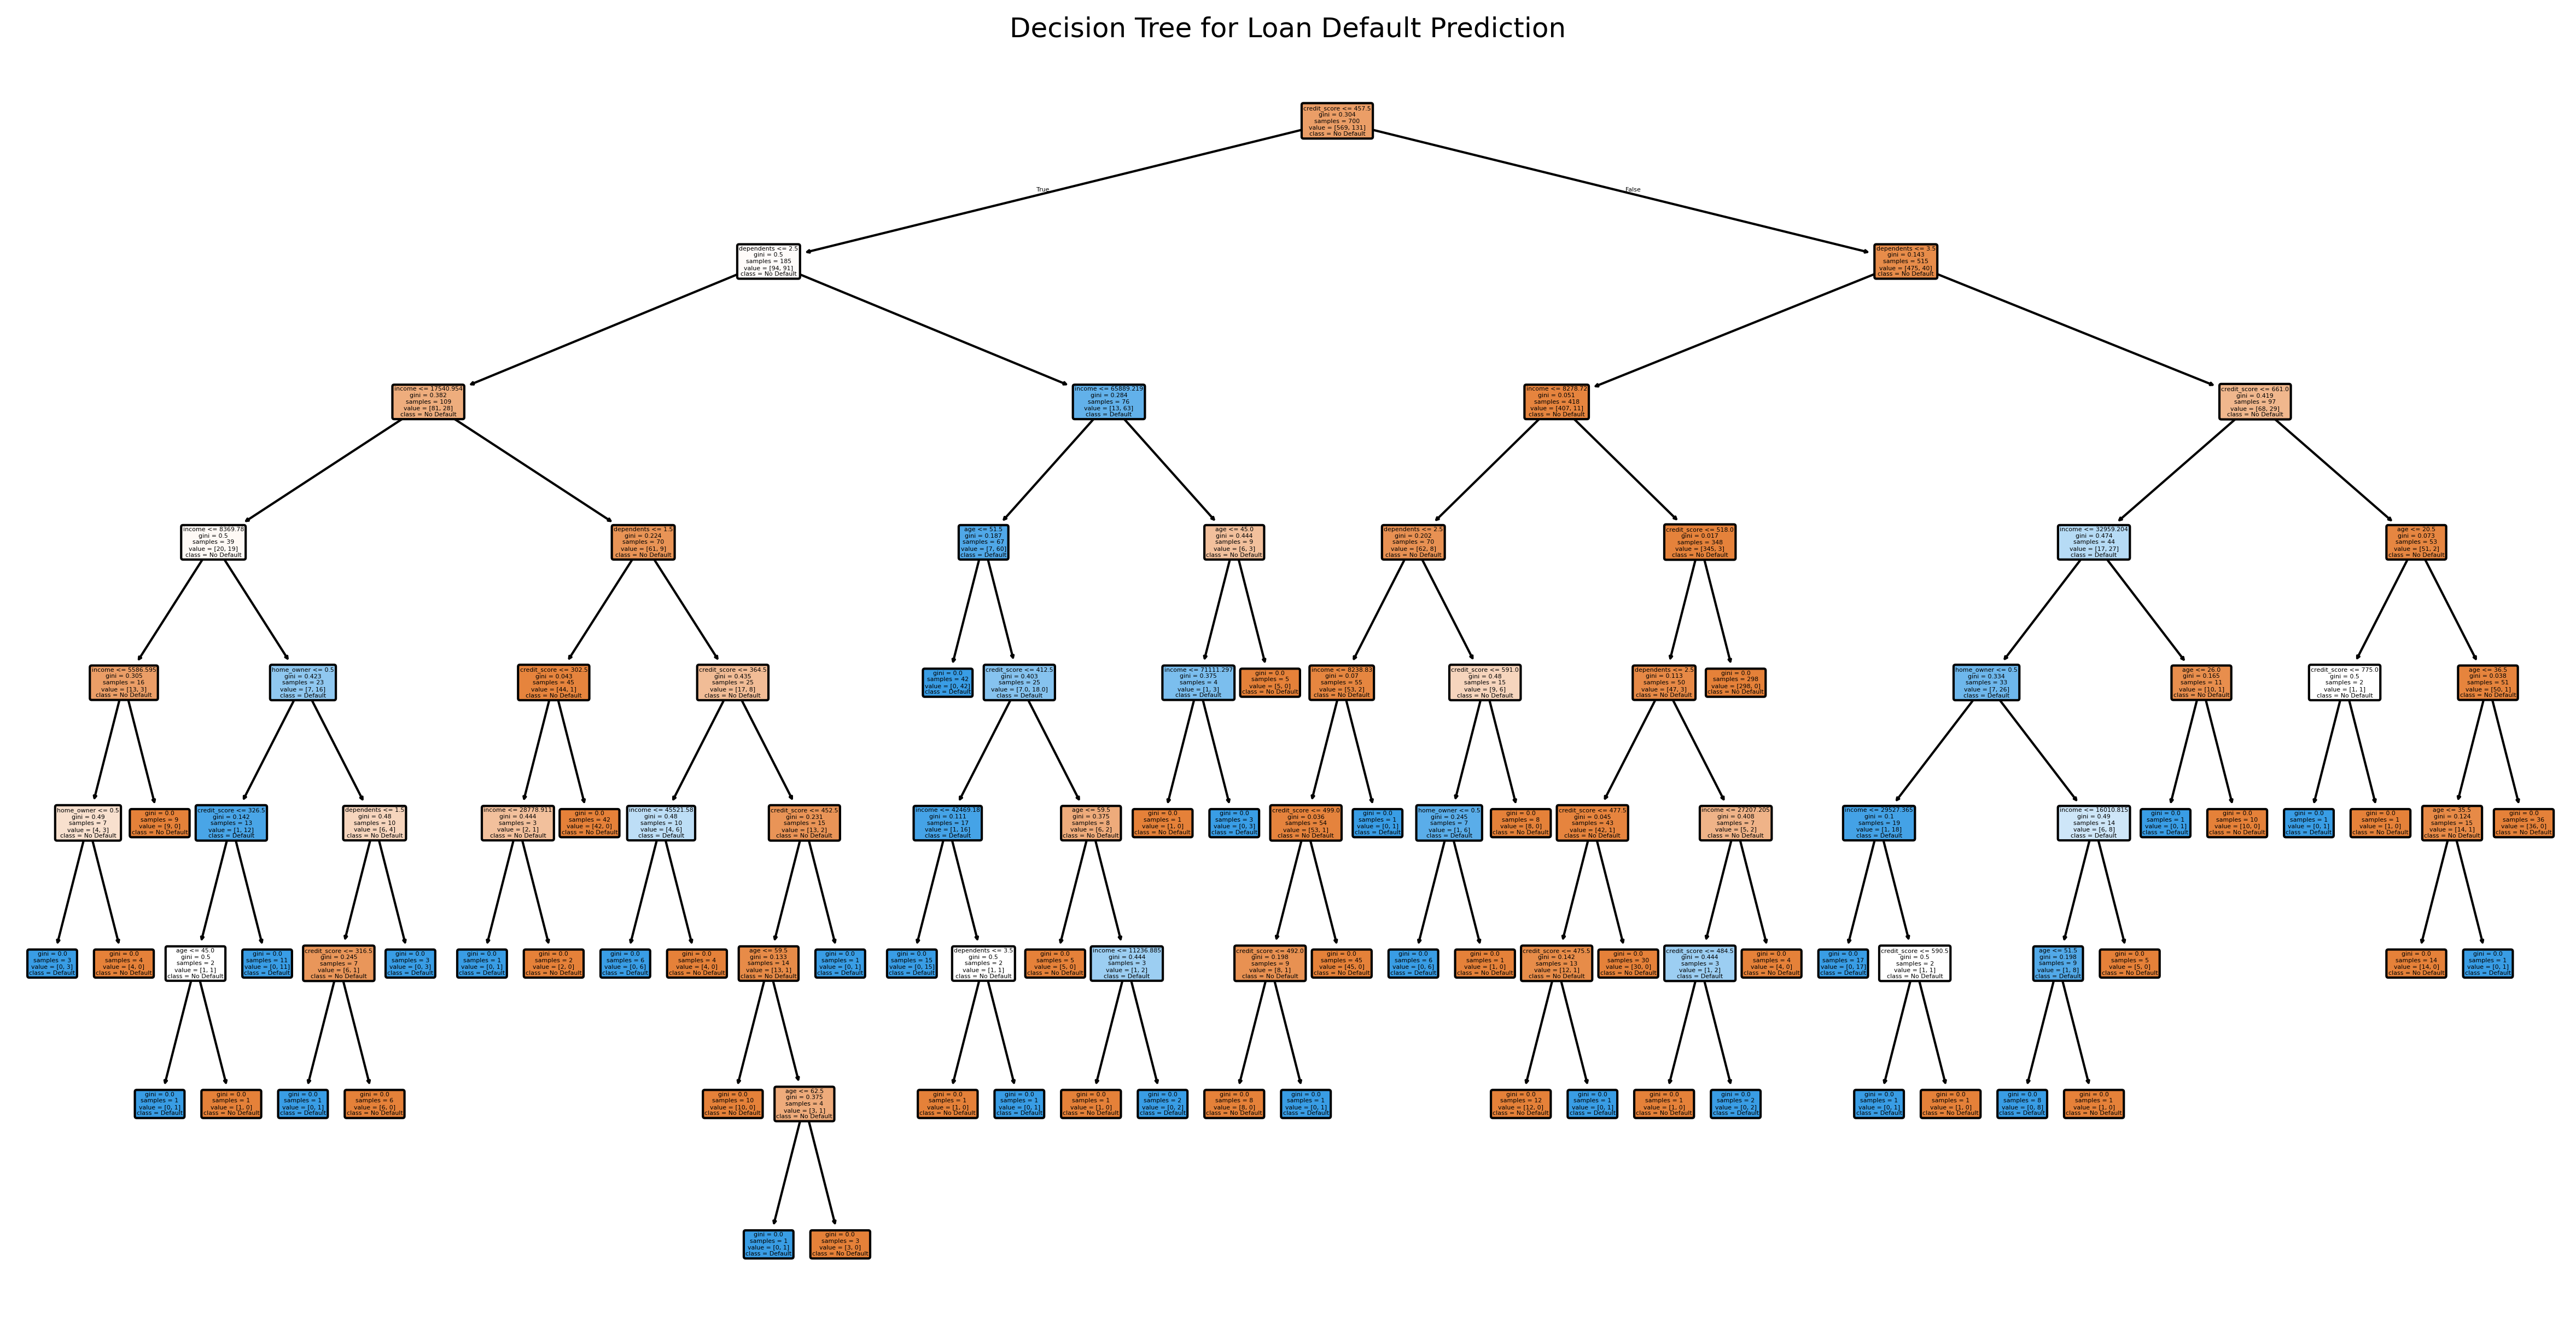 Decision Tree for Loan Default Prediction
credit_score <= 457.5
gini = 0.304
samples = 700
value = [569, 131]
class = No Default
True
False
dependents <= 2.5
gini = 0.5
samples = 185
value = [94, 91]
class = No Default
dependents <= 3.5
gini = 0.143
samples = 515
value = [475, 40]
class = No Default
income <= 17540.954
gini = 0.382
samples = 109
value = [81, 28]
class = No Default
income <= 65889.219
gini = 0.284
samples = 76
value = [13, 63]
class = Default
income <= 8278.72
gini = 0.051
samples = 418
value = [407, 11]
class = No Default
credit_score <= 661.0
gini = 0.419
samples = 97
value = [68, 29]
class = No Default
income <= 8369.78
gini = 0.5
samples = 39
value = [20, 19]
class = No Default
dependents <= 1.5
gini = 0.224
samples = 70
value = [61, 9]
class = No Default
age <= 51.5
gini = 0.187
samples = 67
value = [7, 60]
class = Default
age <= 45.0
gini = 0.444
samples = 9
value = [6, 3]
class = No Default
dependents <= 2.5
gini = 0.202
samples = 70
value = [62, 8]
class = No Default
credit_score <= 518.0
gini = 0.017
samples = 348
value = [345, 3]
class = No Default
income <= 32959.204
gini = 0.474
samples = 44
value = [17, 27]
class = Default
age <= 20.5
gini = 0.073
samples = 53
value = [51, 2]
class = No Default
income <= 5586.595
gini = 0.305
samples = 16
value = [13, 3]
class = No Default
home_owner <= 0.5
gini = 0.423
samples = 23
value = [7, 16]
class = Default
credit_score <= 302.5
gini = 0.043
samples = 45
value = [44, 1]
class = No Default
credit_score <= 364.5
gini = 0.435
samples = 25
value = [17, 8]
class = No Default
gini = 0.0
samples = 42
value = [0, 42]
class = Default
credit_score <= 412.5
gini = 0.403
samples = 25
value = [7.0, 18.0]
class = Default
income <= 71111.297
gini = 0.375
samples = 4
value = [1, 3]
class = Default
gini = 0.0
samples = 5
value = [5, 0]
class = No Default
income <= 8238.83
gini = 0.07
samples = 55
value = [53, 2]
class = No Default
credit_score <= 591.0
gini = 0.48
samples = 15
value = [9, 6]
class = No Default
dependents <= 2.5
gini = 0.113
samples = 50
value = [47, 3]
class = No Default
gini = 0.0
samples = 298
value = [298, 0]
class = No Default
home_owner <= 0.5
gini = 0.334
samples = 33
value = [7, 26]
class = Default
age <= 26.0
gini = 0.165
samples = 11
value = [10, 1]
class = No Default
credit_score <= 775.0
gini = 0.5
samples = 2
value = [1, 1]
class = No Default
age <= 36.5
gini = 0.038
samples = 51
value = [50, 1]
class = No Default
home_owner <= 0.5
gini = 0.49
samples = 7
value = [4, 3]
class = No Default
gini = 0.0
samples = 9
value = [9, 0]
class = No Default
credit_score <= 326.5
gini = 0.142
samples = 13
value = [1, 12]
class = Default
dependents <= 1.5
gini = 0.48
samples = 10
value = [6, 4]
class = No Default
income <= 28778.911
gini = 0.444
samples = 3
value = [2, 1]
class = No Default
gini = 0.0
samples = 42
value = [42, 0]
class = No Default
income <= 45521.58
gini = 0.48
samples = 10
value = [4, 6]
class = Default
credit_score <= 452.5
gini = 0.231
samples = 15
value = [13, 2]
class = No Default
income <= 42469.18
gini = 0.111
samples = 17
value = [1, 16]
class = Default
age <= 59.5
gini = 0.375
samples = 8
value = [6, 2]
class = No Default
gini = 0.0
samples = 1
value = [1, 0]
class = No Default
gini = 0.0
samples = 3
value = [0, 3]
class = Default
credit_score <= 499.0
gini = 0.036
samples = 54
value = [53, 1]
class = No Default
gini = 0.0
samples = 1
value = [0, 1]
class = Default
home_owner <= 0.5
gini = 0.245
samples = 7
value = [1, 6]
class = Default
gini = 0.0
samples = 8
value = [8, 0]
class = No Default
credit_score <= 477.5
gini = 0.045
samples = 43
value = [42, 1]
class = No Default
income <= 27207.205
gini = 0.408
samples = 7
value = [5, 2]
class = No Default
income <= 29527.365
gini = 0.1
samples = 19
value = [1, 18]
class = Default
income <= 16010.815
gini = 0.49
samples = 14
value = [6, 8]
class = Default
gini = 0.0
samples = 1
value = [0, 1]
class = Default
gini = 0.0
samples = 10
value = [10, 0]
class = No Default
gini = 0.0
samples = 1
value = [0, 1]
class = Default
gini = 0.0
samples = 1
value = [1, 0]
class = No Default
age <= 35.5
gini = 0.124
samples = 15
value = [14, 1]
class = No Default
gini = 0.0
samples = 36
value = [36, 0]
class = No Default
gini = 0.0
samples = 3
value = [0, 3]
class = Default
gini = 0.0
samples = 4
value = [4, 0]
class = No Default
age <= 45.0
gini = 0.5
samples = 2
value = [1, 1]
class = No Default
gini = 0.0
samples = 11
value = [0, 11]
class = Default
credit_score <= 316.5
gini = 0.245
samples = 7
value = [6, 1]
class = No Default
gini = 0.0
samples = 3
value = [0, 3]
class = Default
gini = 0.0
samples = 1
value = [0, 1]
class = Default
gini = 0.0
samples = 2
value = [2, 0]
class = No Default
gini = 0.0
samples = 6
value = [0, 6]
class = Default
gini = 0.0
samples = 4
value = [4, 0]
class = No Default
age <= 59.5
gini = 0.133
samples = 14
value = [13, 1]
class = No Default
gini = 0.0
samples = 1
value = [0, 1]
class = Default
gini = 0.0
samples = 15
value = [0, 15]
class = Default
dependents <= 3.5
gini = 0.5
samples = 2
value = [1, 1]
class = No Default
gini = 0.0
samples = 5
value = [5, 0]
class = No Default
income <= 11236.885
gini = 0.444
samples = 3
value = [1, 2]
class = Default
credit_score <= 492.0
gini = 0.198
samples = 9
value = [8, 1]
class = No Default
gini = 0.0
samples = 45
value = [45, 0]
class = No Default
gini = 0.0
samples = 6
value = [0, 6]
class = Default
gini = 0.0
samples = 1
value = [1, 0]
class = No Default
credit_score <= 475.5
gini = 0.142
samples = 13
value = [12, 1]
class = No Default
gini = 0.0
samples = 30
value = [30, 0]
class = No Default
credit_score <= 484.5
gini = 0.444
samples = 3
value = [1, 2]
class = Default
gini = 0.0
samples = 4
value = [4, 0]
class = No Default
gini = 0.0
samples = 17
value = [0, 17]
class = Default
credit_score <= 590.5
gini = 0.5
samples = 2
value = [1, 1]
class = No Default
age <= 51.5
gini = 0.198
samples = 9
value = [1, 8]
class = Default
gini = 0.0
samples = 5
value = [5, 0]
class = No Default
gini = 0.0
samples = 14
value = [14, 0]
class = No Default
gini = 0.0
samples = 1
value = [0, 1]
class = Default
gini = 0.0
samples = 1
value = [0, 1]
class = Default
gini = 0.0
samples = 1
value = [1, 0]
class = No Default
gini = 0.0
samples = 1
value = [0, 1]
class = Default
gini = 0.0
samples = 6
value = [6, 0]
class = No Default
gini = 0.0
samples = 10
value = [10, 0]
class = No Default
age <= 62.5
gini = 0.375
samples = 4
value = [3, 1]
class = No Default
gini = 0.0
samples = 1
value = [1, 0]
class = No Default
gini = 0.0
samples = 1
value = [0, 1]
class = Default
gini = 0.0
samples = 1
value = [1, 0]
class = No Default
gini = 0.0
samples = 2
value = [0, 2]
class = Default
gini = 0.0
samples = 8
value = [8, 0]
class = No Default
gini = 0.0
samples = 1
value = [0, 1]
class = Default
gini = 0.0
samples = 12
value = [12, 0]
class = No Default
gini = 0.0
samples = 1
value = [0, 1]
class = Default
gini = 0.0
samples = 1
value = [1, 0]
class = No Default
gini = 0.0
samples = 2
value = [0, 2]
class = Default
gini = 0.0
samples = 1
value = [0, 1]
class = Default
gini = 0.0
samples = 1
value = [1, 0]
class = No Default
gini = 0.0
samples = 8
value = [0, 8]
class = Default
gini = 0.0
samples = 1
value = [1, 0]
class = No Default
gini = 0.0
samples = 1
value = [0, 1]
class = Default
gini = 0.0
samples = 3
value = [3, 0]
class = No Default